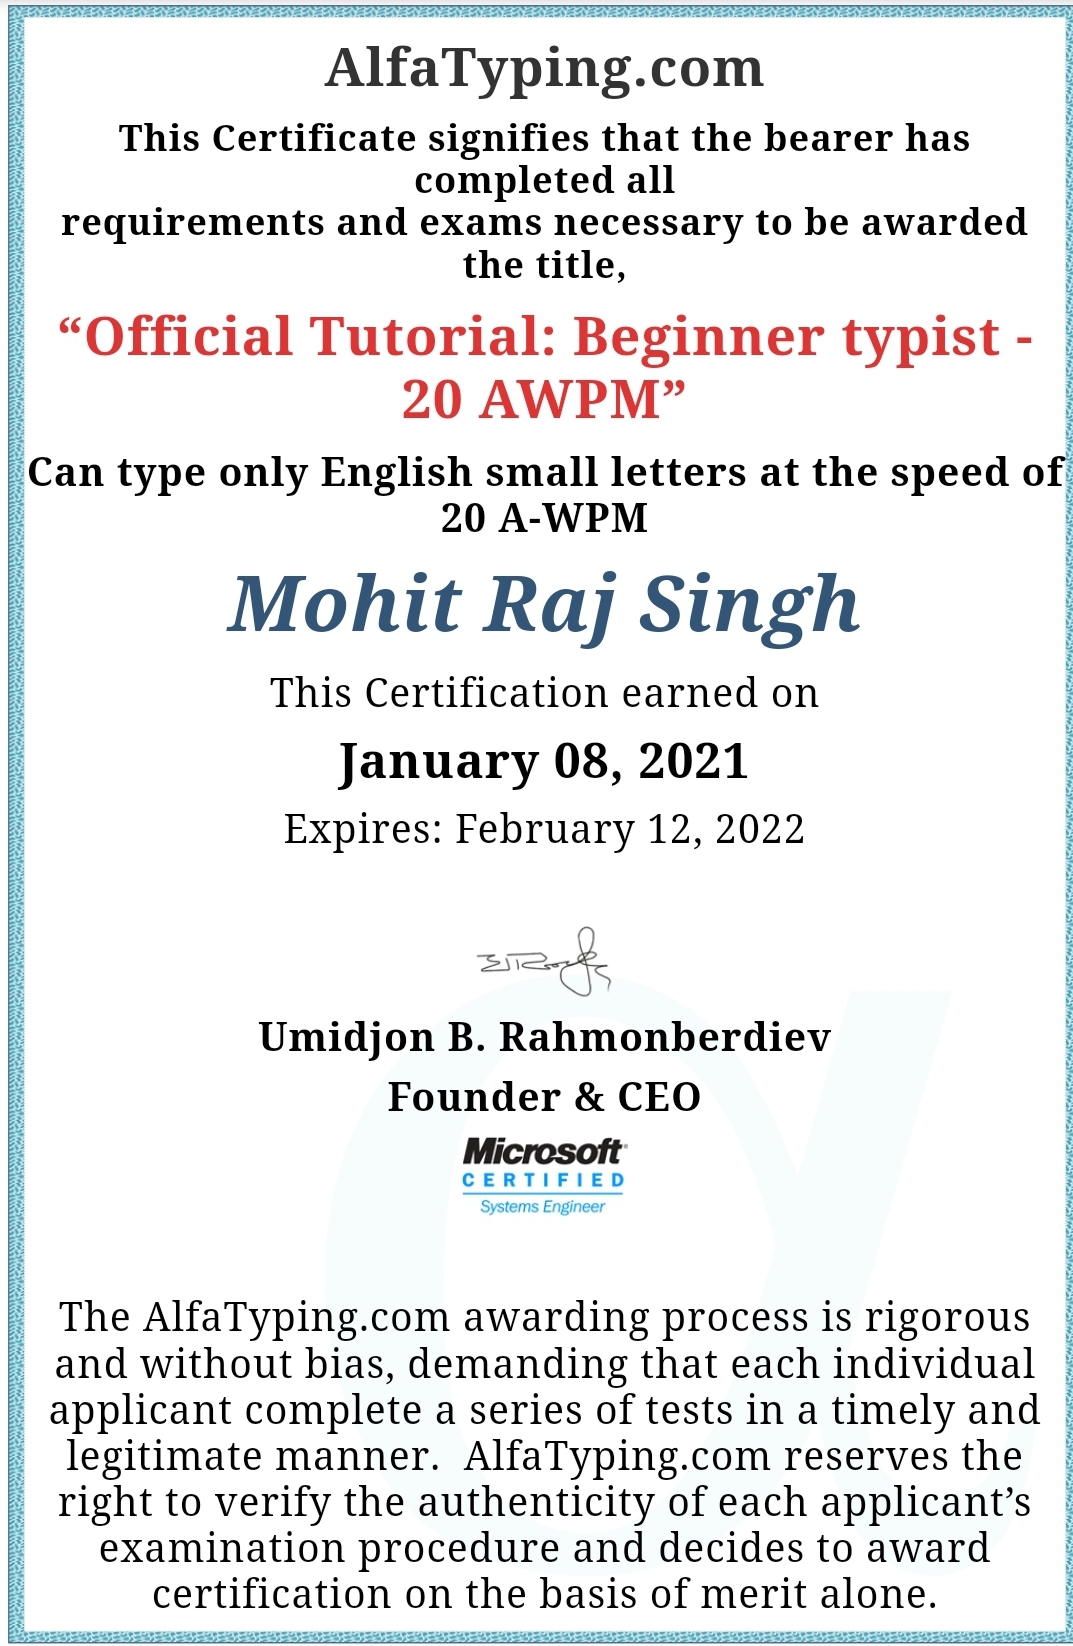 AlfaTyping.com
This Certificate signifies that the bearer has
completed all
requirements and exams necessary to be awarded
the title,
“Official Tutorial: Beginner typist -
20 AWPM”
Can type only English small letters at the speed of
20 A-WPM
Mohit Raj Singh
This Certification earned on
January 08, 2021
Expires: February 12, 2022
Umidjon B. Rahmonberdiev
Founder & CEO
Microsoft
CERTIFIED
Systems Engineer
The AlfaTyping.com awarding process is rigorous
and without bias, demanding that each individual
applicant complete a series of tests in a timely and
legitimate manner.  AlfaTyping.com reserves the
right to verify the authenticity of each applicant’s
examination procedure and decides to award
certification on the basis of merit alone.